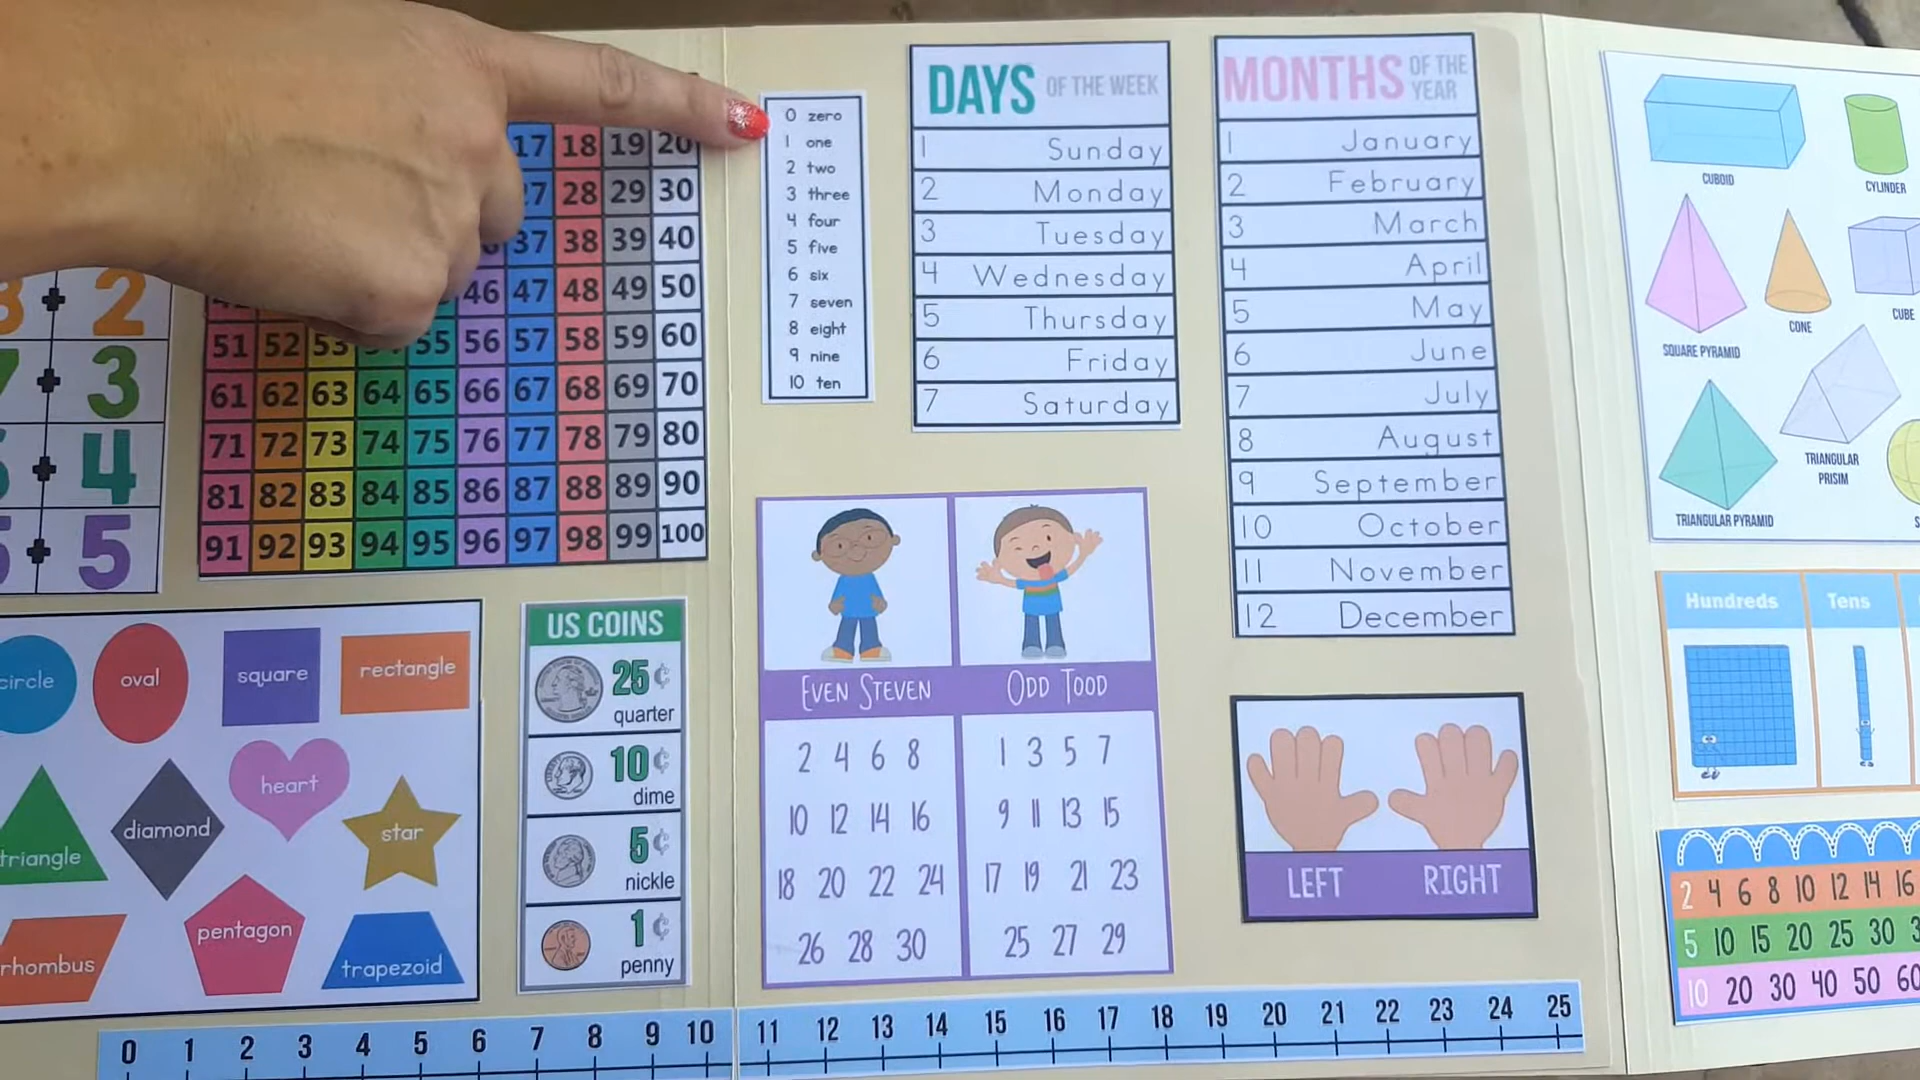 3 + 2
7 + 3
6 + 4
5 + 5
17 18 19 20
27 28 29 30
37 38 39 40
46 47 48 49 50
51 52 53 54 55 56 57 58 59 60
61 62 63 64 65 66 67 68 69 70
71 72 73 74 75 76 77 78 79 80
81 82 83 84 85 86 87 88 89 90
91 92 93 94 95 96 97 98 99 100
circle
oval
square
rectangle
triangle
diamond
heart
star
rhombus
pentagon
trapezoid
US COINS
25¢
quarter
10¢
dime
5¢
nickle
1¢
penny
0 zero
1 one
2 two
3 three
4 four
5 five
6 six
7 seven
8 eight
9 nine
10 ten
DAYS OF THE WEEK
1 Sunday
2 Monday
3 Tuesday
4 Wednesday
5 Thursday
6 Friday
7 Saturday
MONTHS OF THE
YEAR
1 January
2 February
3 March
4 April
5 May
6 June
7 July
8 August
9 September
10 October
11 November
12 December
EVEN STEVEN
2 4 6 8
10 12 14 16
18 20 22 24
26 28 30
ODD TOOD
1 3 5 7
9 11 13 15
17 19 21 23
25 27 29
LEFT RIGHT
CUBOID
CYLINDER
SQUARE PYRAMID
CONE
CUBE
TRIANGULAR PYRAMID
TRIANGULAR
PRISIM
Hundreds Tens
2 4 6 8 10 12 14 16
5 10 15 20 25 30
10 20 30 40 50 60
0 1 2 3 4 5 6 7 8 9 10 11 12 13 14 15 16 17 18 19 20 21 22 23 24 25